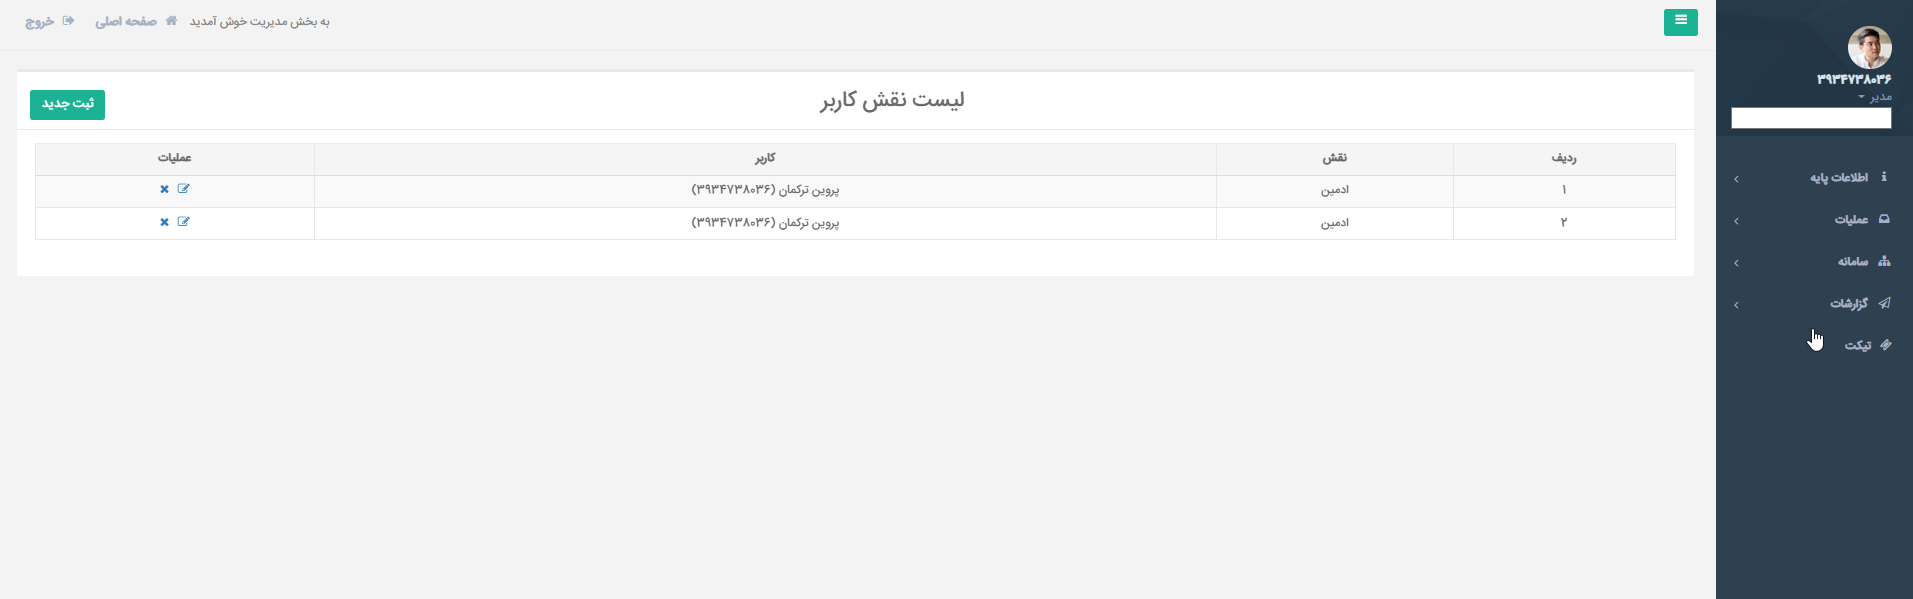 به بخش مدیریت خوش آمدید صفحه اصلی خروج
۳۹۳۴۷۳۸۰۳۶
مدیر
اطلاعات پایه
عملیات
سامانه
گزارشات
تیکت
لیست نقش کاربر
ثبت جدید
ردیف نقش کاربر عملیات
۱ ادمین پروین ترکمان (۳۹۳۴۷۳۸۰۳۶)
۲ ادمین پروین ترکمان (۳۹۳۴۷۳۸۰۳۶)